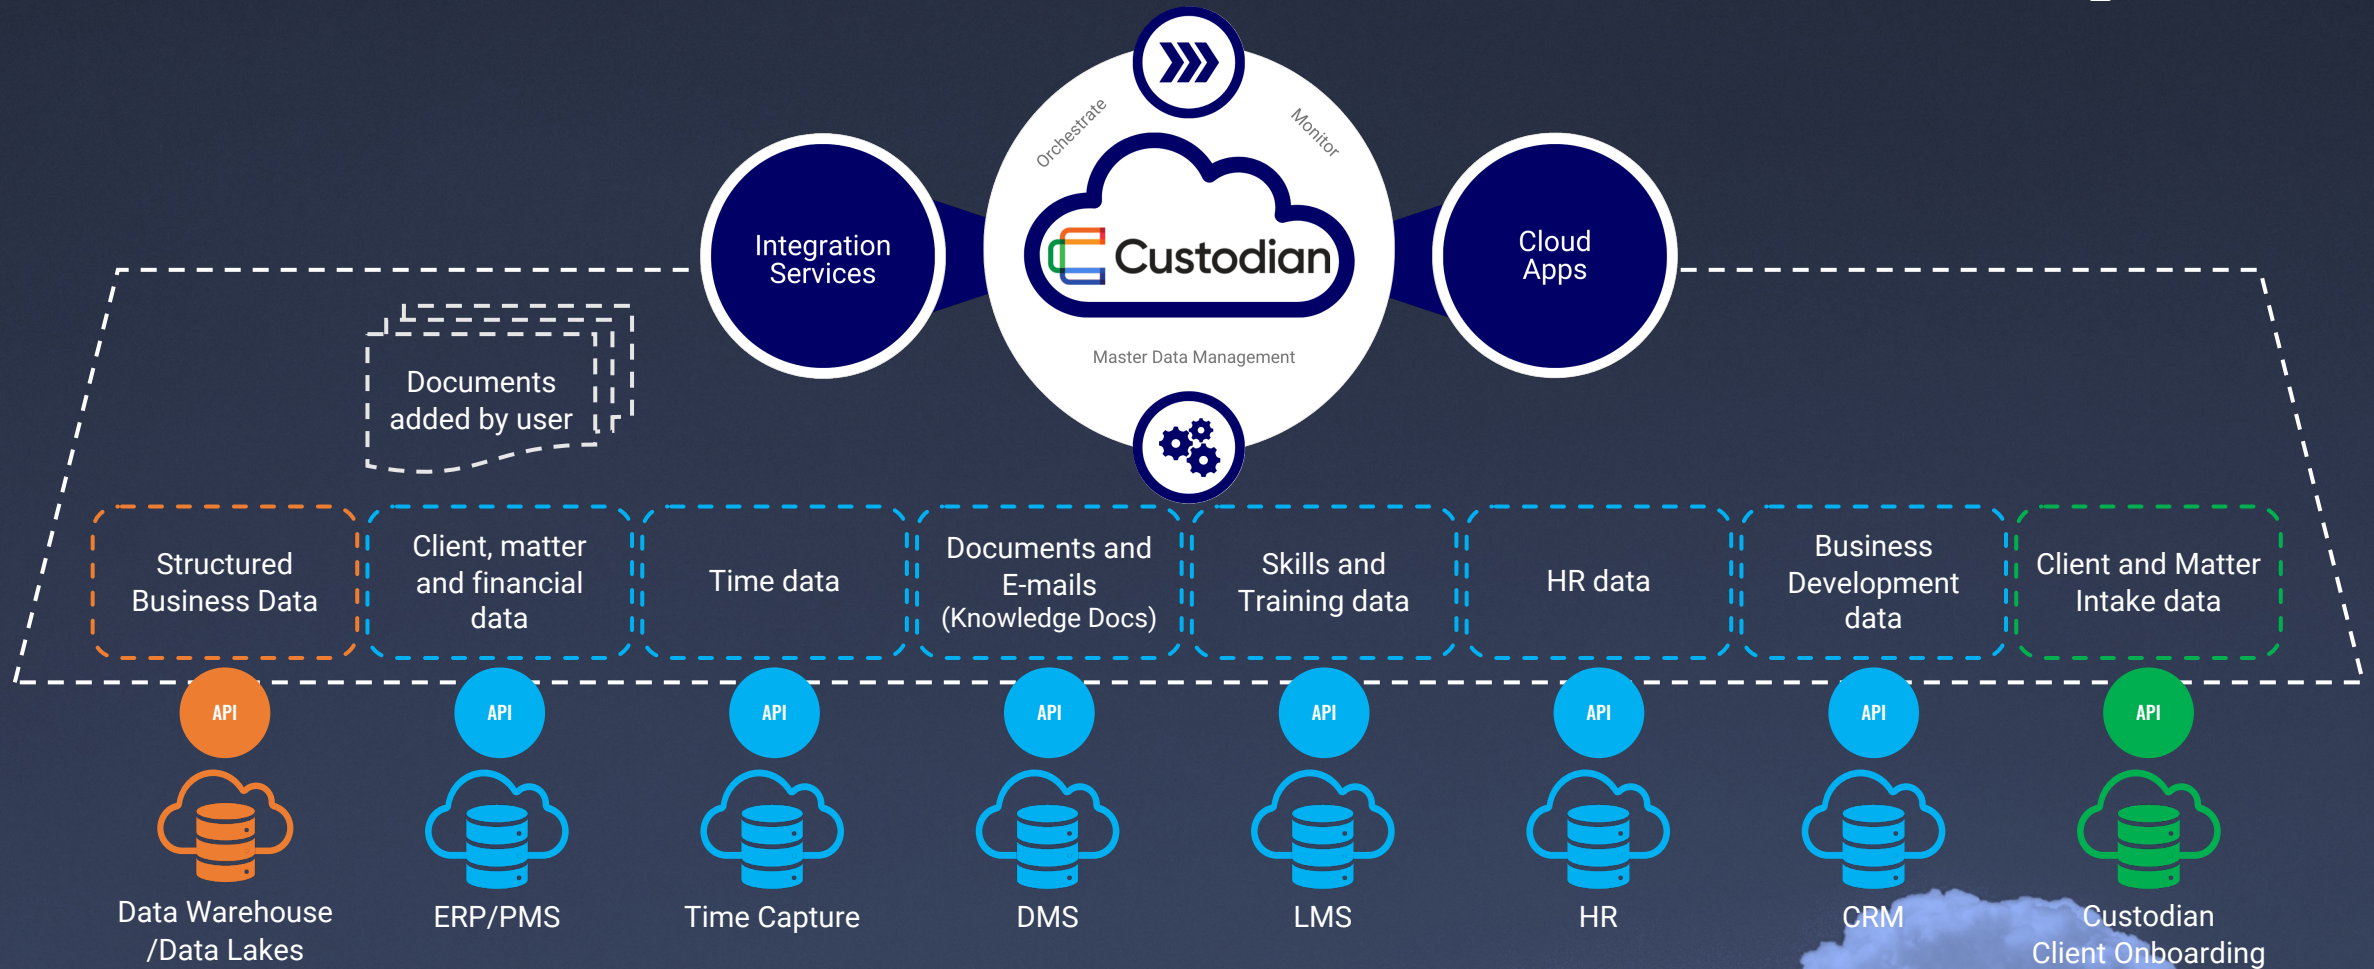 Orchestrate
Monitor
Integration
Services
Custodian
Cloud
Apps
Master Data Management
Documents
added by user
Structured
Business Data
Client, matter
and financial
data
Time data
Documents and
E-mails
(Knowledge Docs)
Skills and
Training data
HR data
Business
Development
data
Client and Matter
Intake data
API
API
API
API
API
API
API
API
Data Warehouse
/Data Lakes
ERP/PMS
Time Capture
DMS
LMS
HR
CRM
Custodian
Client Onboarding